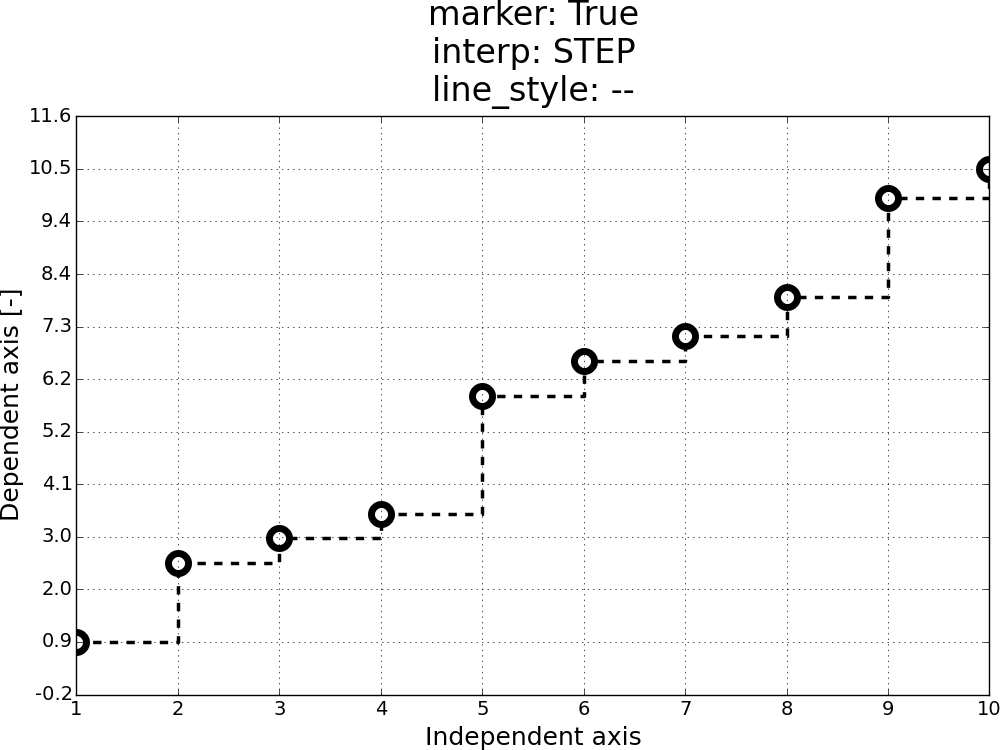 marker: True
interp: STEP
line_style: --
11.6
10.5
9.4
8.4
7.3
6.2
5.2
4.1
3.0
2.0
0.9
-0.2
Dependent axis [-]
1 2 3 4 5 6 7 8 9 10
Independent axis